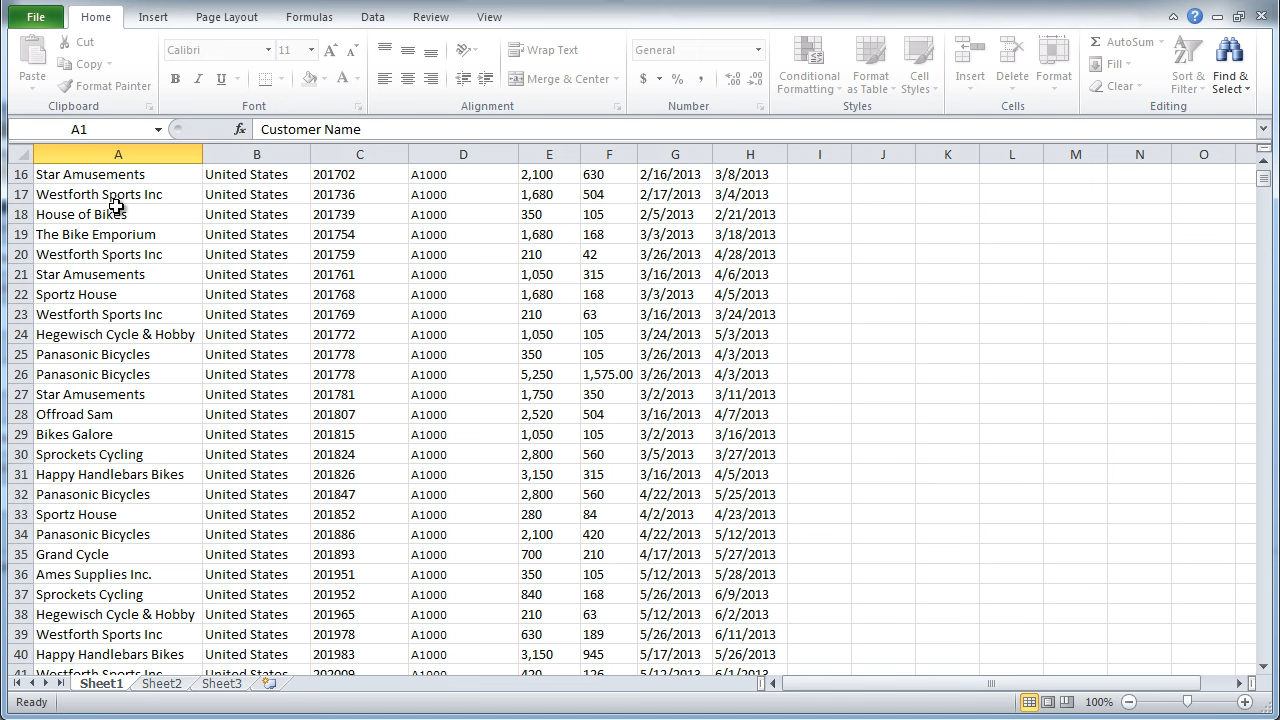 File Home Insert Page Layout Formulas Data Review View
Paste
Cut
Copy
Format Painter
Clipboard
Calibri 11
B I U
Font
Wrap Text
Merge & Center
Alignment
General
$ % ,
Number
Conditional Formatting
Format as Table
Cell Styles
Styles
Insert Delete Format
Cells
AutoSum
Fill
Clear
Sort & Filter
Find & Select
Editing
A1 fx Customer Name
A B C D E F G H I J K L M N O
16 Star Amusements United States 201702 A1000 2,100 630 2/16/2013 3/8/2013
17 Westforth Sports Inc United States 201736 A1000 1,680 504 2/17/2013 3/4/2013
18 House of Bikes United States 201739 A1000 350 105 2/5/2013 2/21/2013
19 The Bike Emporium United States 201754 A1000 1,680 168 3/3/2013 3/18/2013
20 Westforth Sports Inc United States 201759 A1000 210 42 3/26/2013 4/28/2013
21 Star Amusements United States 201761 A1000 1,050 315 3/16/2013 4/6/2013
22 Sportz House United States 201768 A1000 1,680 168 3/3/2013 4/5/2013
23 Westforth Sports Inc United States 201769 A1000 210 63 3/16/2013 3/24/2013
24 Hegewisch Cycle & Hobby United States 201772 A1000 1,050 105 3/24/2013 5/3/2013
25 Panasonic Bicycles United States 201778 A1000 350 105 3/26/2013 4/3/2013
26 Panasonic Bicycles United States 201778 A1000 5,250 1,575.00 3/26/2013 4/3/2013
27 Star Amusements United States 201781 A1000 1,750 350 3/2/2013 3/11/2013
28 Offroad Sam United States 201807 A1000 2,520 504 3/16/2013 4/7/2013
29 Bikes Galore United States 201815 A1000 1,050 105 3/2/2013 3/16/2013
30 Sprockets Cycling United States 201824 A1000 2,800 560 3/5/2013 3/27/2013
31 Happy Handlebars Bikes United States 201826 A1000 3,150 315 3/16/2013 4/5/2013
32 Panasonic Bicycles United States 201847 A1000 2,800 560 4/22/2013 5/25/2013
33 Sportz House United States 201852 A1000 280 84 4/2/2013 4/23/2013
34 Panasonic Bicycles United States 201886 A1000 2,100 420 4/22/2013 5/12/2013
35 Grand Cycle United States 201893 A1000 700 210 4/17/2013 5/27/2013
36 Ames Supplies Inc. United States 201951 A1000 350 105 5/12/2013 5/28/2013
37 Sprockets Cycling United States 201952 A1000 840 168 5/26/2013 6/9/2013
38 Hegewisch Cycle & Hobby United States 201965 A1000 210 63 5/12/2013 6/2/2013
39 Westforth Sports Inc United States 201978 A1000 630 189 5/26/2013 6/11/2013
40 Happy Handlebars Bikes United States 201983 A1000 3,150 945 5/17/2013 5/26/2013
41 Westforth Sports Inc United States 202009 A1000 420 126 5/12/2013 6/1/2013
Sheet1 Sheet2 Sheet3
Ready 100%